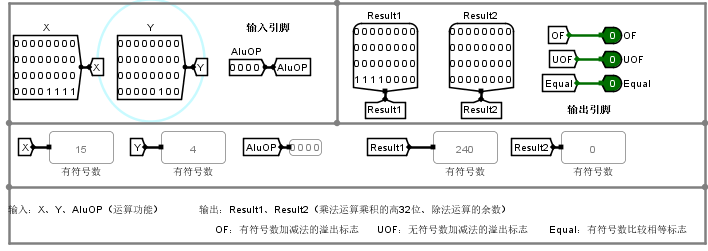 X Y 输入引脚 Result1 Result2
00000000 00000000 00000000 00000000 OF 0 OF
00000000 00000000 AluOP 00000000 00000000
00000000 00000000 X 0000 AluOP Y 00000000 00000000 UOF 0 UOF
00001111 00000100 11110000 00000000 Equal 0 Equal
Result1 Result2 输出引脚
X 15 Y 4 AluOP 0000 Result1 240 Result2 0
有符号数 有符号数 有符号数 有符号数
输入：X、Y、AluOP（运算功能） 输出：Result1、Result2（乘法运算乘积的高32位、除法运算的余数）
OF：有符号数加减法的溢出标志 UOF：无符号数加减法的溢出标志 Equal：有符号数比较相等标志